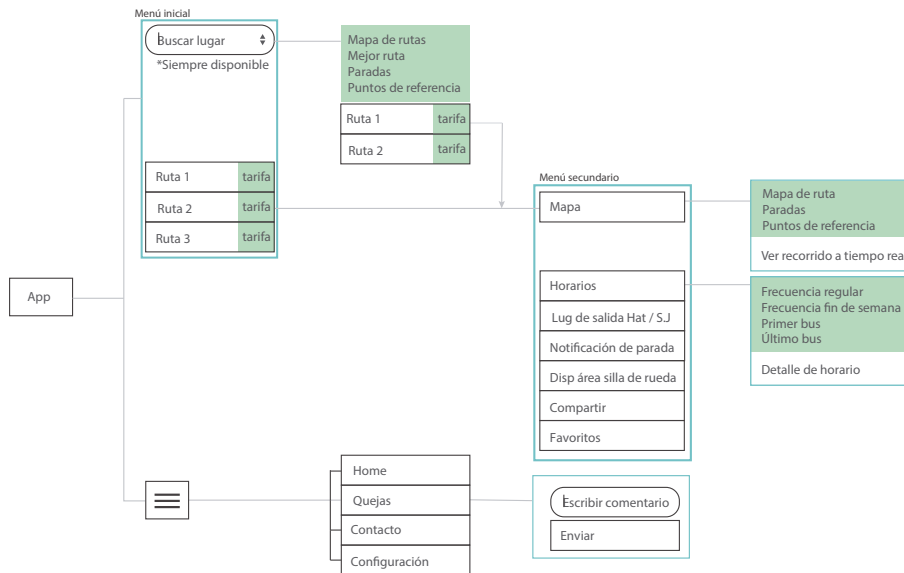 Menú inicial
Buscar lugar
*Siempre disponible
Ruta 1 tarifa
Ruta 2 tarifa
Ruta 3 tarifa
Mapa de rutas
Mejor ruta
Paradas
Puntos de referencia
Ruta 1 tarifa
Ruta 2 tarifa
Menú secundario
Mapa
Horarios
Lug de salida Hat / S.J
Notificación de parada
Disp área silla de rueda
Compartir
Favoritos
Mapa de ruta
Paradas
Puntos de referencia
Ver recorrido a tiempo rea
Frecuencia regular
Frecuencia fin de semana
Primer bus
Último bus
Detalle de horario
App
Home
Quejas
Contacto
Configuración
Escribir comentario
Enviar